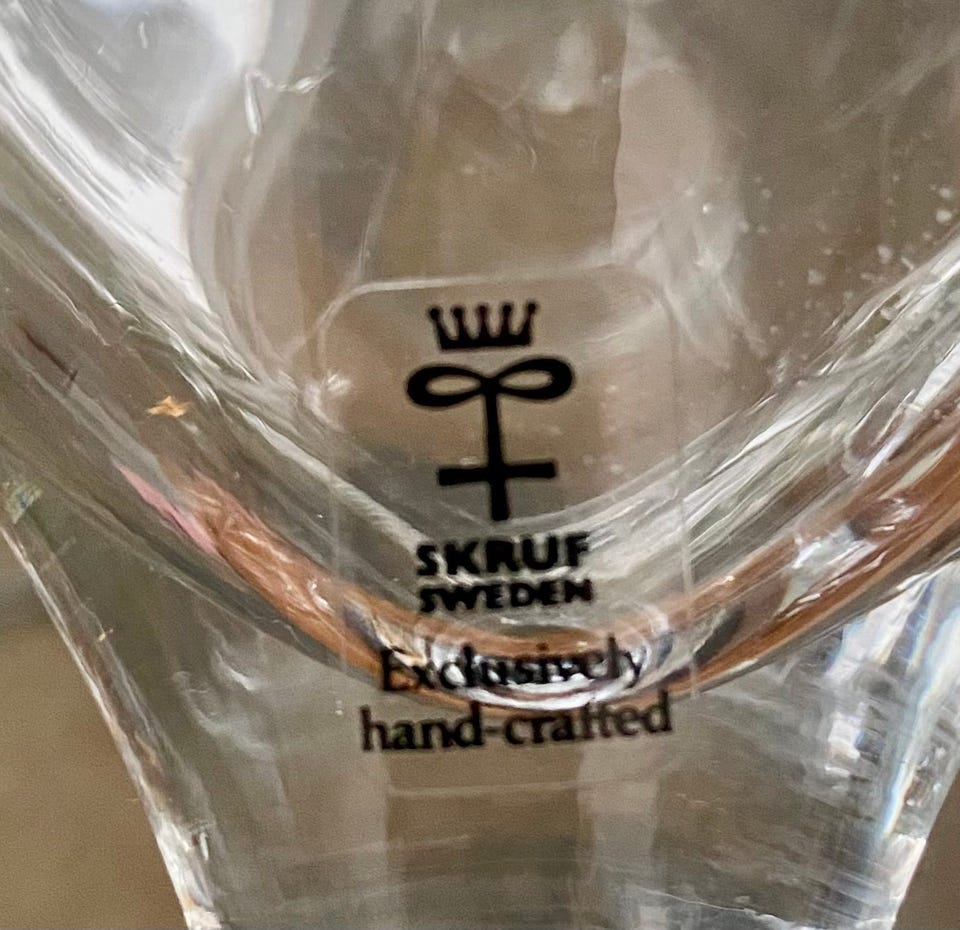 SKRUF
SWEDEN
Exclusively
hand-crafted